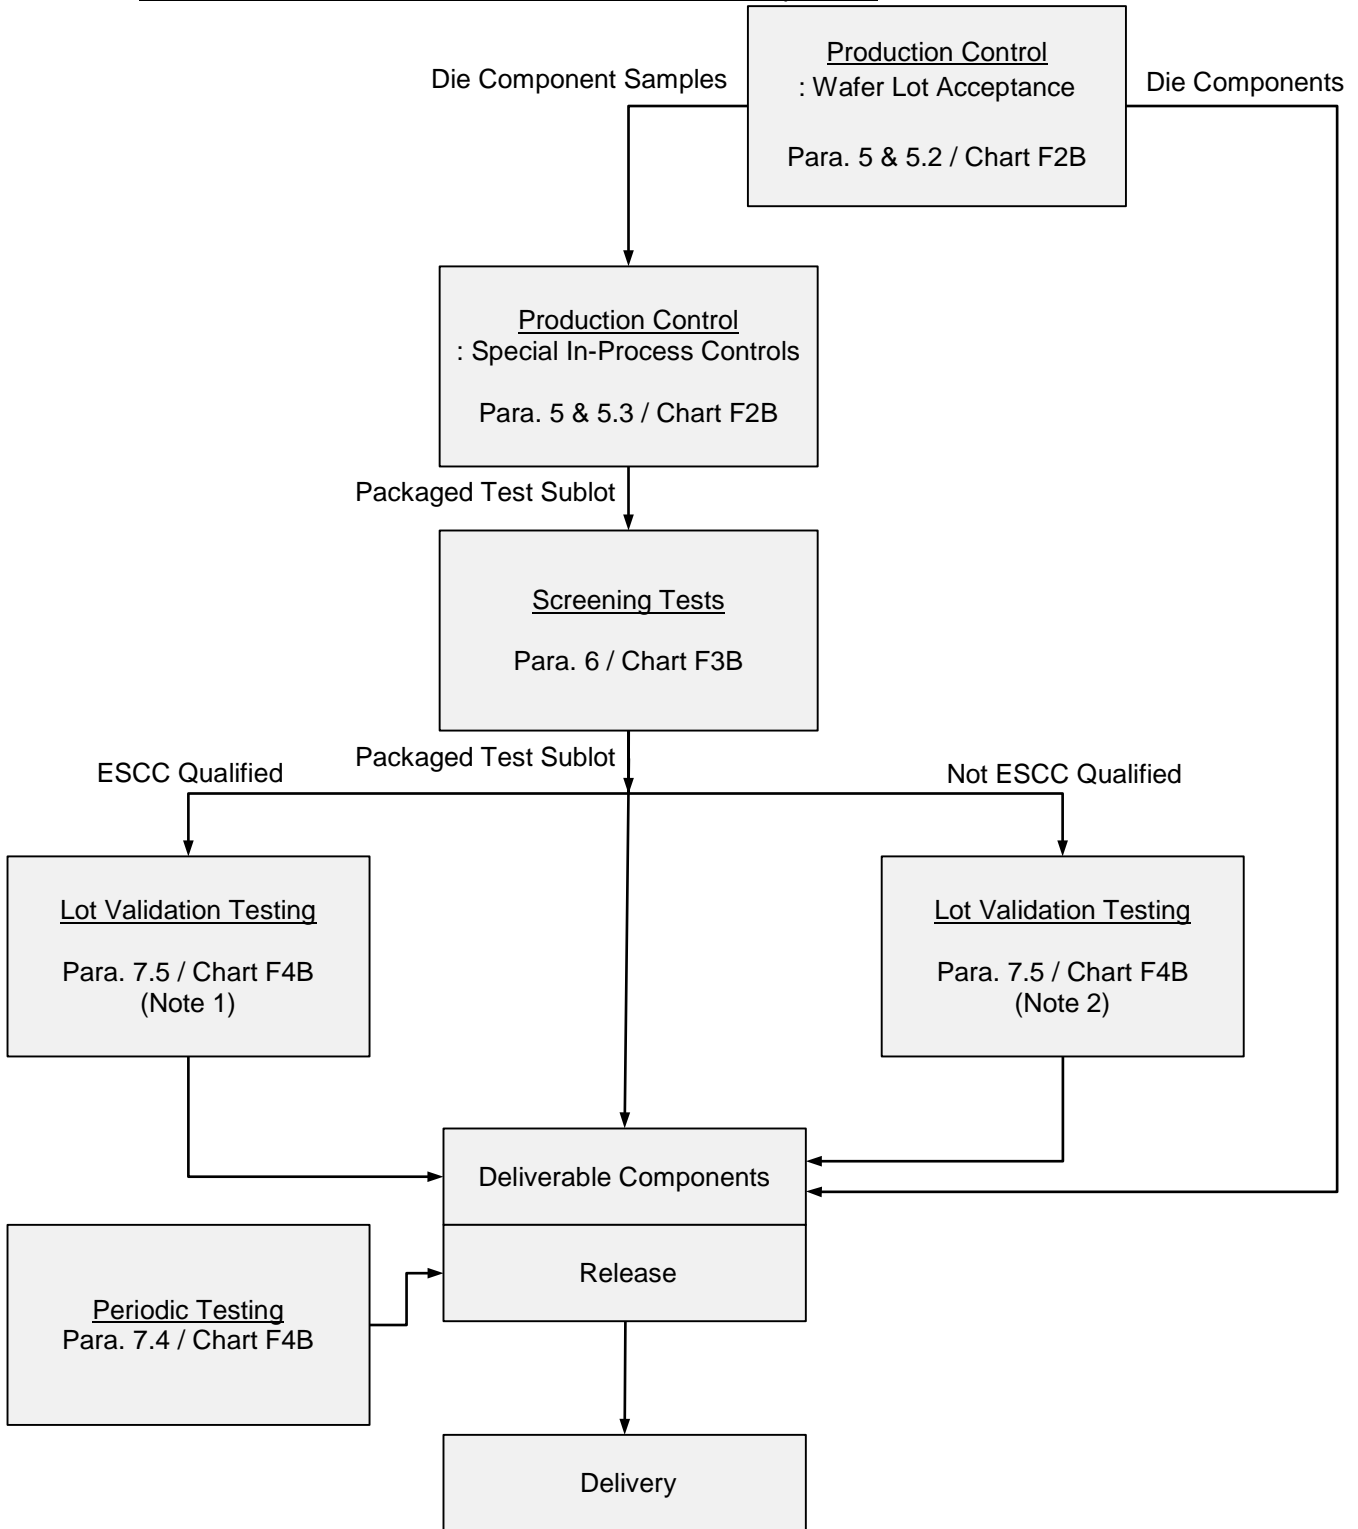 Production Control
: Wafer Lot Acceptance
Para. 5 & 5.2 / Chart F2B
Die Component Samples
Die Components
Production Control
: Special In-Process Controls
Para. 5 & 5.3 / Chart F2B
Packaged Test Sublot
Screening Tests
Para. 6 / Chart F3B
Packaged Test Sublot
ESCC Qualified
Not ESCC Qualified
Lot Validation Testing
Para. 7.5 / Chart F4B
(Note 1)
Lot Validation Testing
Para. 7.5 / Chart F4B
(Note 2)
Deliverable Components
Release
Periodic Testing
Para. 7.4 / Chart F4B
Delivery